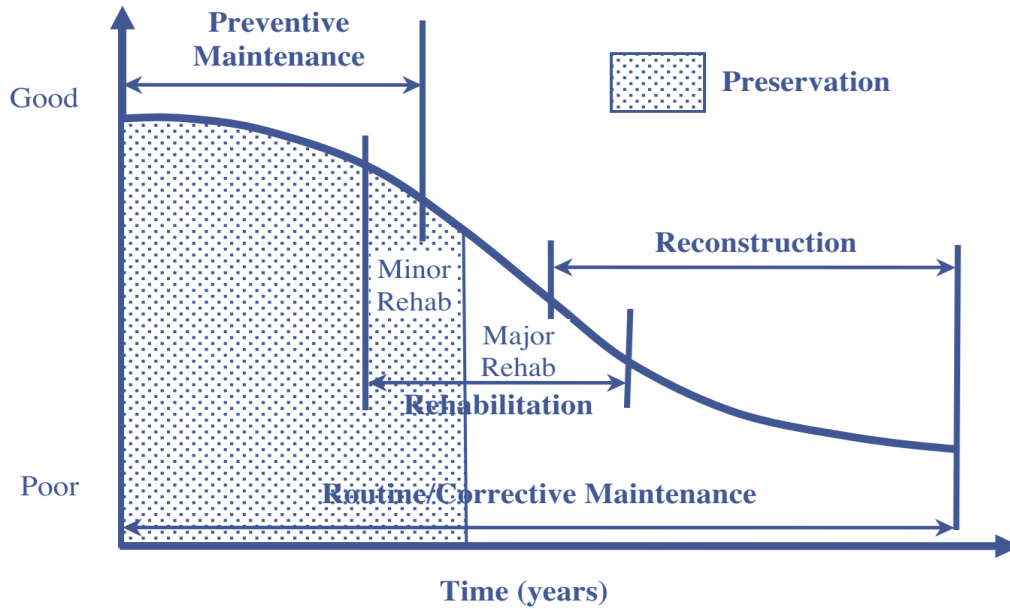 Preventive
Maintenance
Good
Preservation
Reconstruction
Minor
Rehab
Major
Rehab
Rehabilitation
Poor
Routine/Corrective Maintenance
Time (years)